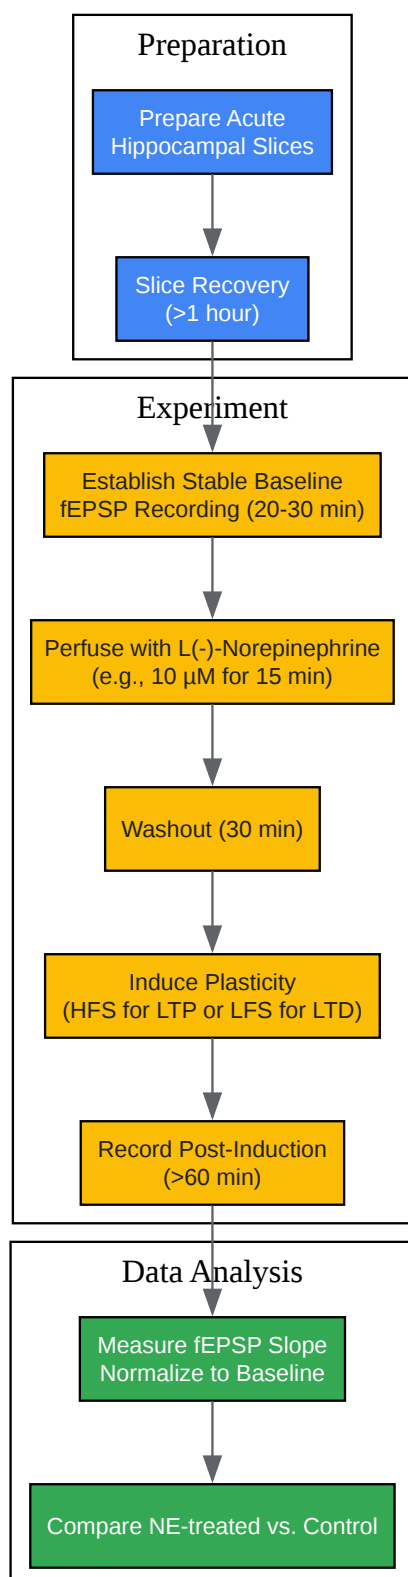 Preparation
Prepare Acute
Hippocampal Slices
Slice Recovery
(>1 hour)
Experiment
Establish Stable Baseline
fEPSP Recording (20-30 min)
Perfuse with L(-)-Norepinephrine
(e.g., 10 µM for 15 min)
Washout (30 min)
Induce Plasticity
(HFS for LTP or LFS for LTD)
Record Post-Induction
(>60 min)
Data Analysis
Measure fEPSP Slope
Normalize to Baseline
Compare NE-treated vs. Control